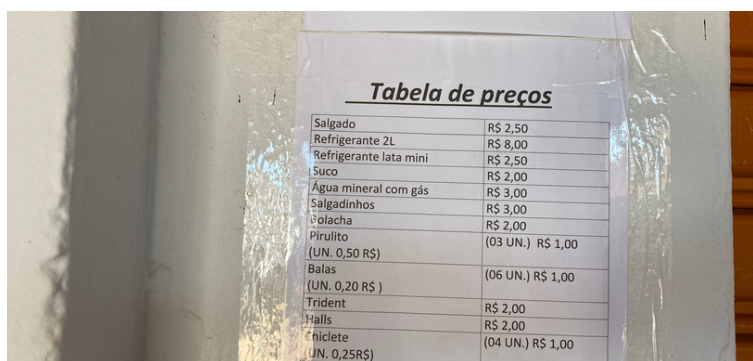 Tabela de preços
Salgado R$ 2,50
Refrigerante 2L R$ 8,00
Refrigerante lata mini R$ 2,50
Suco R$ 2,00
Água mineral com gás R$ 3,00
Salgadinhos R$ 3,00
Bolacha R$ 2,00
Pirulito (03 UN.) R$ 1,00
(UN. 0,50 R$)
Balas (06 UN.) R$ 1,00
(UN. 0,20 R$ )
Trident R$ 2,00
Halls R$ 2,00
Chiclete (04 UN.) R$ 1,00
(UN. 0,25R$)